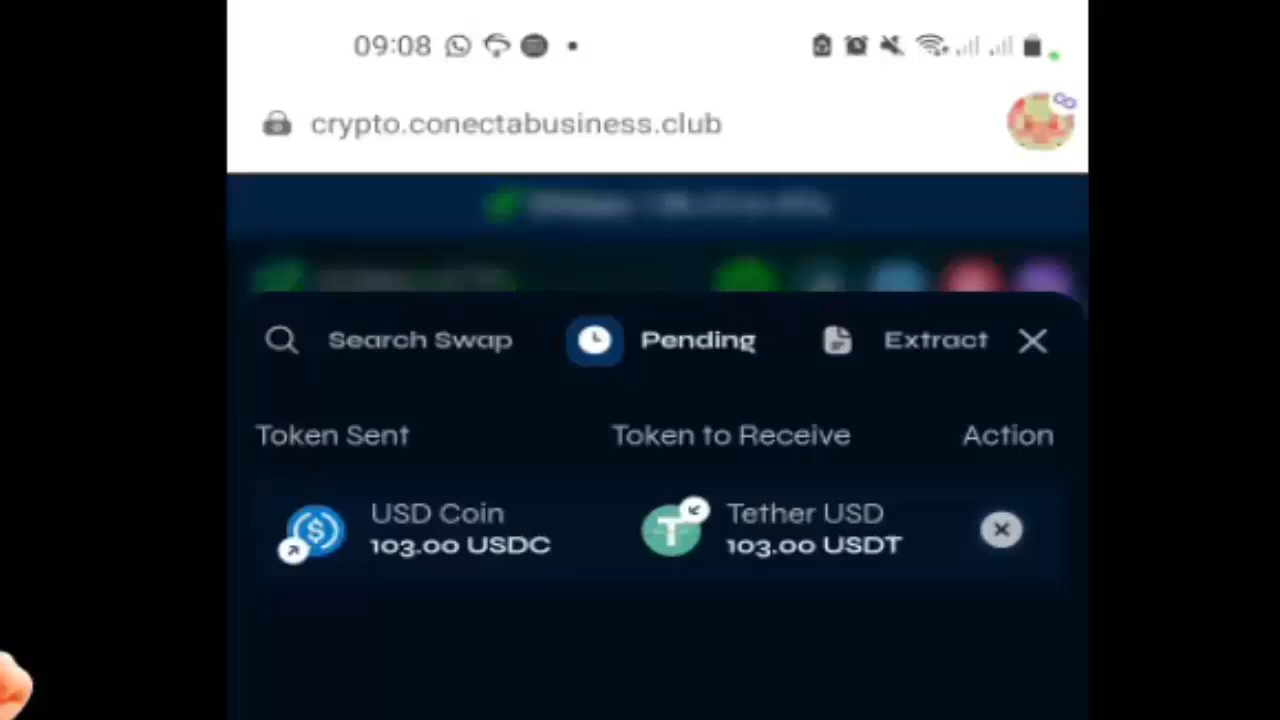 09:08
crypto.conectabusiness.club
Search Swap Pending Extract
Token Sent Token to Receive Action
USD Coin Tether USD
103.00 USDC 103.00 USDT